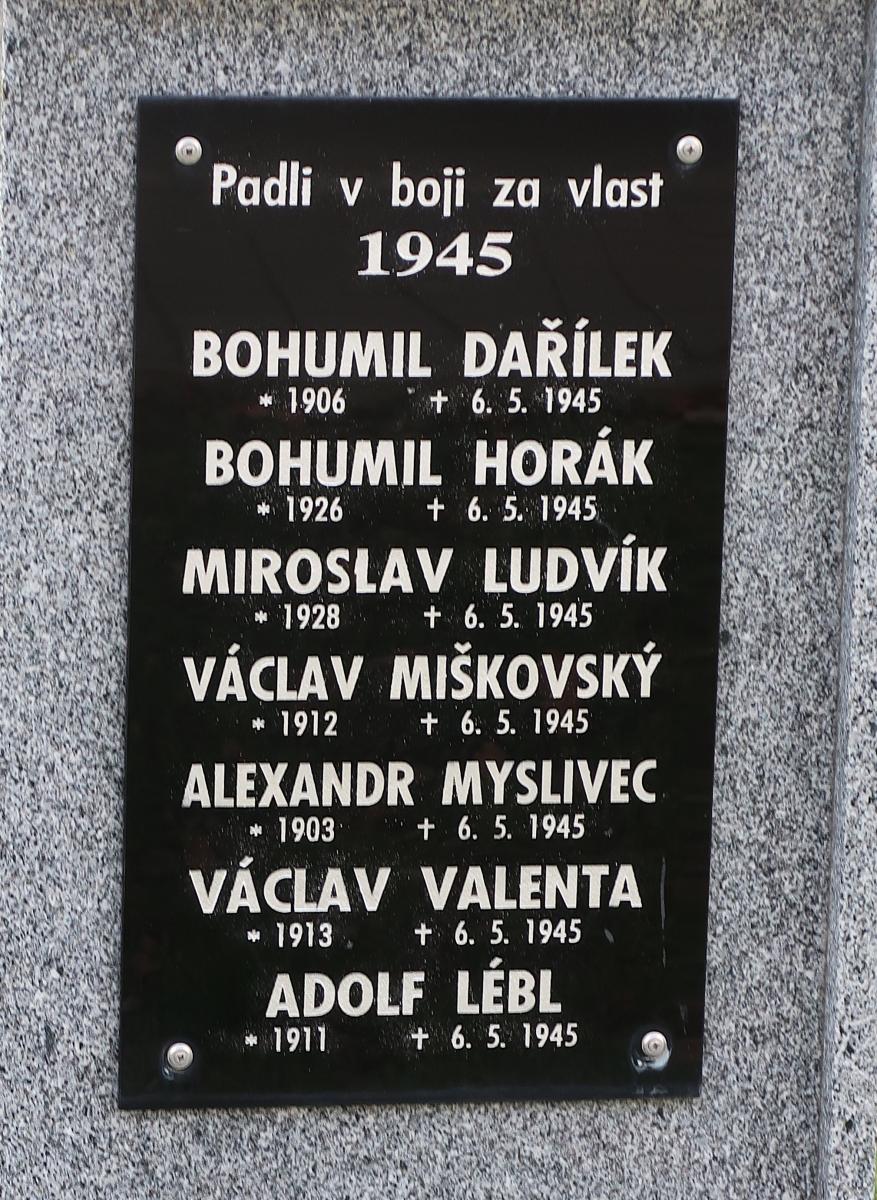 Padli v boji za vlast
1945
BOHUMIL DAŘÍLEK
* 1906 † 6. 5. 1945
BOHUMIL HORÁK
* 1926 † 6. 5. 1945
MIROSLAV LUDVÍK
* 1928 † 6. 5. 1945
VÁCLAV MIŠKOVSKÝ
* 1912 † 6. 5. 1945
ALEXANDR MYSLIVEC
* 1903 † 6. 5. 1945
VÁCLAV VALENTA
* 1913 † 6. 5. 1945
ADOLF LÉBL
* 1911 † 6. 5. 1945